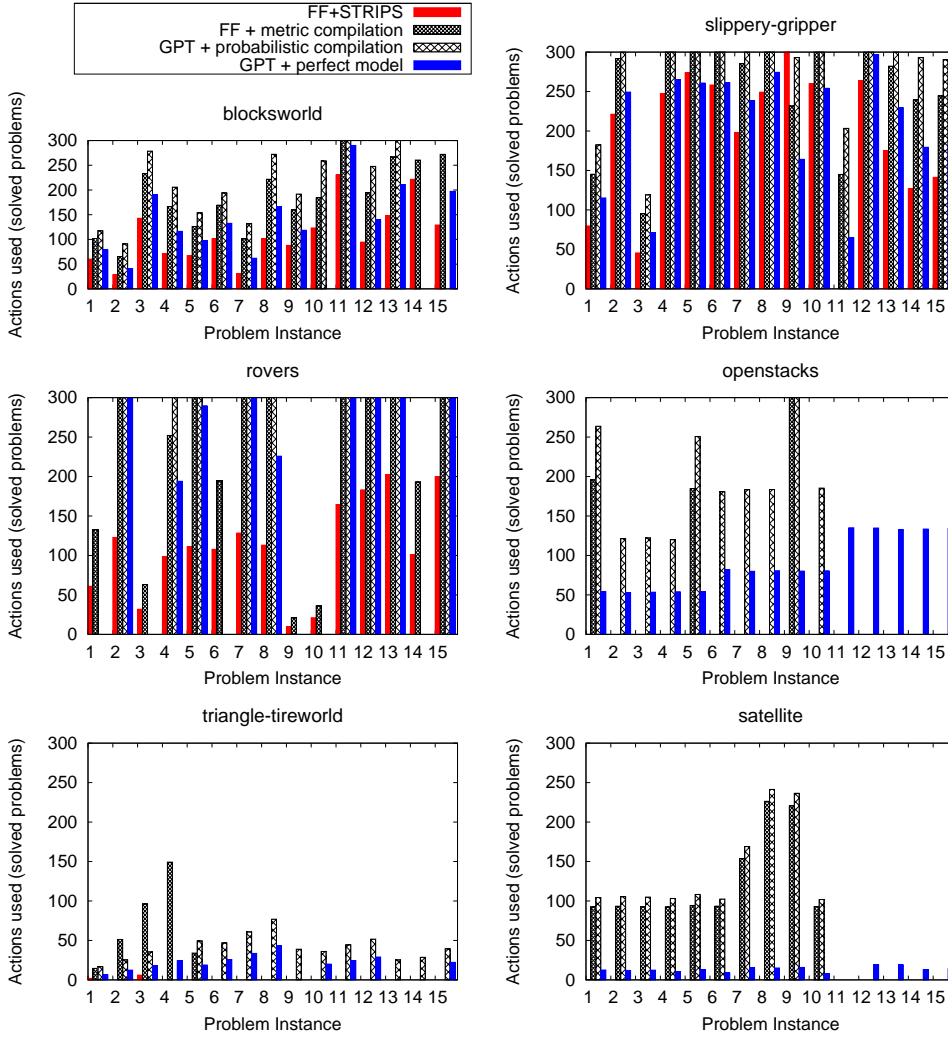 FF+STRIPS
FF + metric compilation
GPT + probabilistic compilation
GPT + perfect model
blocksworld
Actions used (solved problems)
300
250
200
150
100
50
0
1 2 3 4 5 6 7 8 9 10 11 12 13 14 15
Problem Instance
slippery-gripper
Actions used (solved problems)
300
250
200
150
100
50
0
1 2 3 4 5 6 7 8 9 10 11 12 13 14 15
Problem Instance
rovers
Actions used (solved problems)
300
250
200
150
100
50
0
1 2 3 4 5 6 7 8 9 10 11 12 13 14 15
Problem Instance
openstacks
Actions used (solved problems)
300
250
200
150
100
50
0
1 2 3 4 5 6 7 8 9 10 11 12 13 14 15
Problem Instance
triangle-tireworld
Actions used (solved problems)
300
250
200
150
100
50
0
1 2 3 4 5 6 7 8 9 10 11 12 13 14 15
Problem Instance
satellite
Actions used (solved problems)
300
250
200
150
100
50
0
1 2 3 4 5 6 7 8 9 10 11 12 13 14 15
Problem Instance